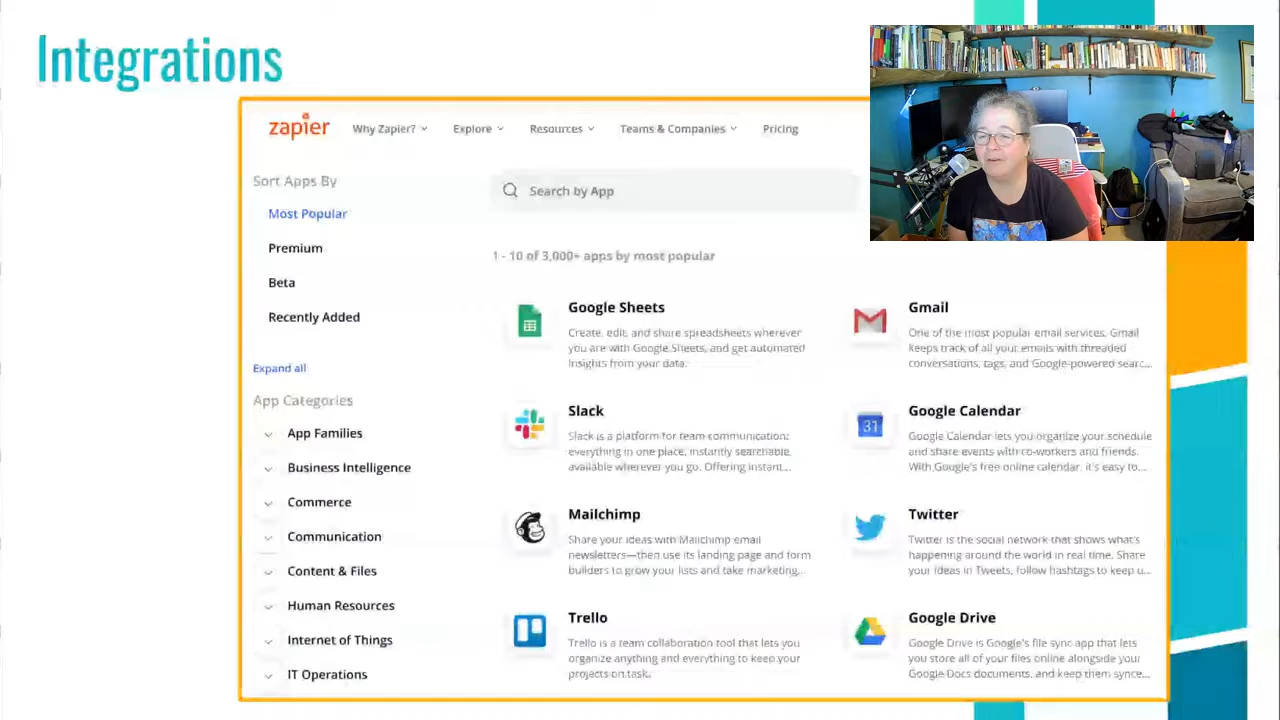 Integrations
zapier
Why Zapier?
Explore
Resources
Teams & Companies
Pricing
Sort Apps By
Most Popular
Premium
Beta
Recently Added
Expand all
App Categories
App Families
Business Intelligence
Commerce
Communication
Content & Files
Human Resources
Internet of Things
IT Operations
Search by App
1 - 10 of 3,000+ apps by most popular
Google Sheets
Create, edit, and share spreadsheets wherever
you are with Google Sheets, and get automated
insights from your data.
Gmail
One of the most popular email services, Gmail
keeps track of all your emails with threaded
conversations, tags, and Google-powered searc...
Slack
Slack is a platform for team communication:
everything in one place, instantly searchable,
available wherever you go. Offering instant...
31
Google Calendar
Google Calendar lets you organize your schedule
and share events with co-workers and friends.
With Google's free online calendar, it's easy to...
Mailchimp
Share your ideas with Mailchimp email
newsletters—then use its landing page and form
builders to grow your lists and take marketing...
Twitter
Twitter is the social network that shows what's
happening around the world in real time. Share
your ideas in Tweets, follow hashtags to keep u...
Trello
Trello is a team collaboration tool that lets you
organize anything and everything to keep your
projects on task.
Google Drive
Google Drive is Google's file sync app that lets
you store all of your files online alongside your
Google Docs documents, and keep them synce...